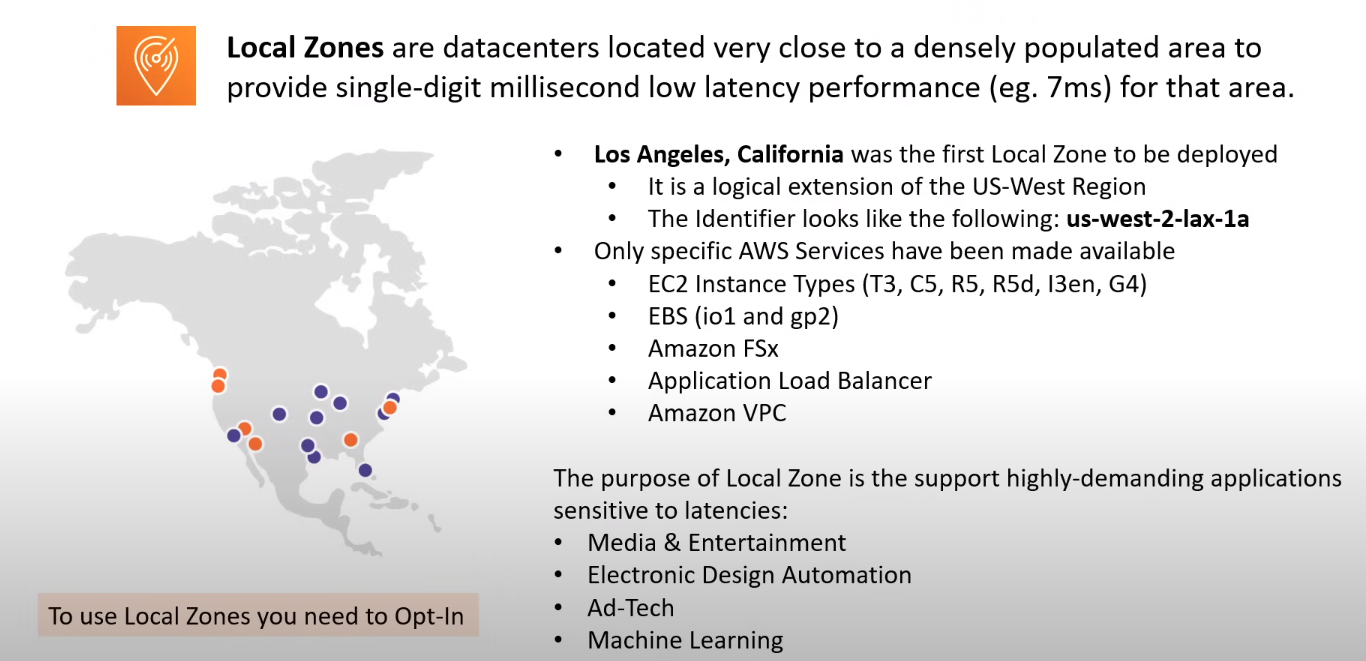 Local Zones are datacenters located very close to a densely populated area to
provide single-digit millisecond low latency performance (eg. 7ms) for that area.
• Los Angeles, California was the first Local Zone to be deployed
• It is a logical extension of the US-West Region
• The Identifier looks like the following: us-west-2-lax-1a
• Only specific AWS Services have been made available
• EC2 Instance Types (T3, C5, R5, R5d, I3en, G4)
• EBS (io1 and gp2)
• Amazon FSx
• Application Load Balancer
• Amazon VPC
The purpose of Local Zone is the support highly-demanding applications
sensitive to latencies:
• Media & Entertainment
• Electronic Design Automation
• Ad-Tech
• Machine Learning
To use Local Zones you need to Opt-In